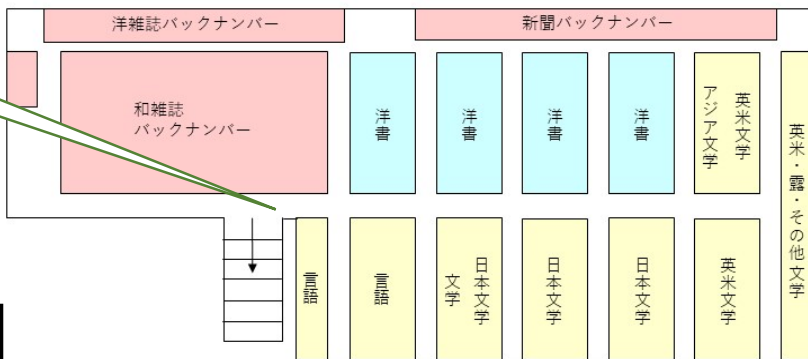 洋雑誌バックナンバー
新聞バックナンバー
和雑誌
バックナンバー
洋書
洋書
洋書
洋書
英米文学
アジア文学
英米・露・その他文学
言語
言語
日本文学
文学
日本文学
日本文学
英米文学